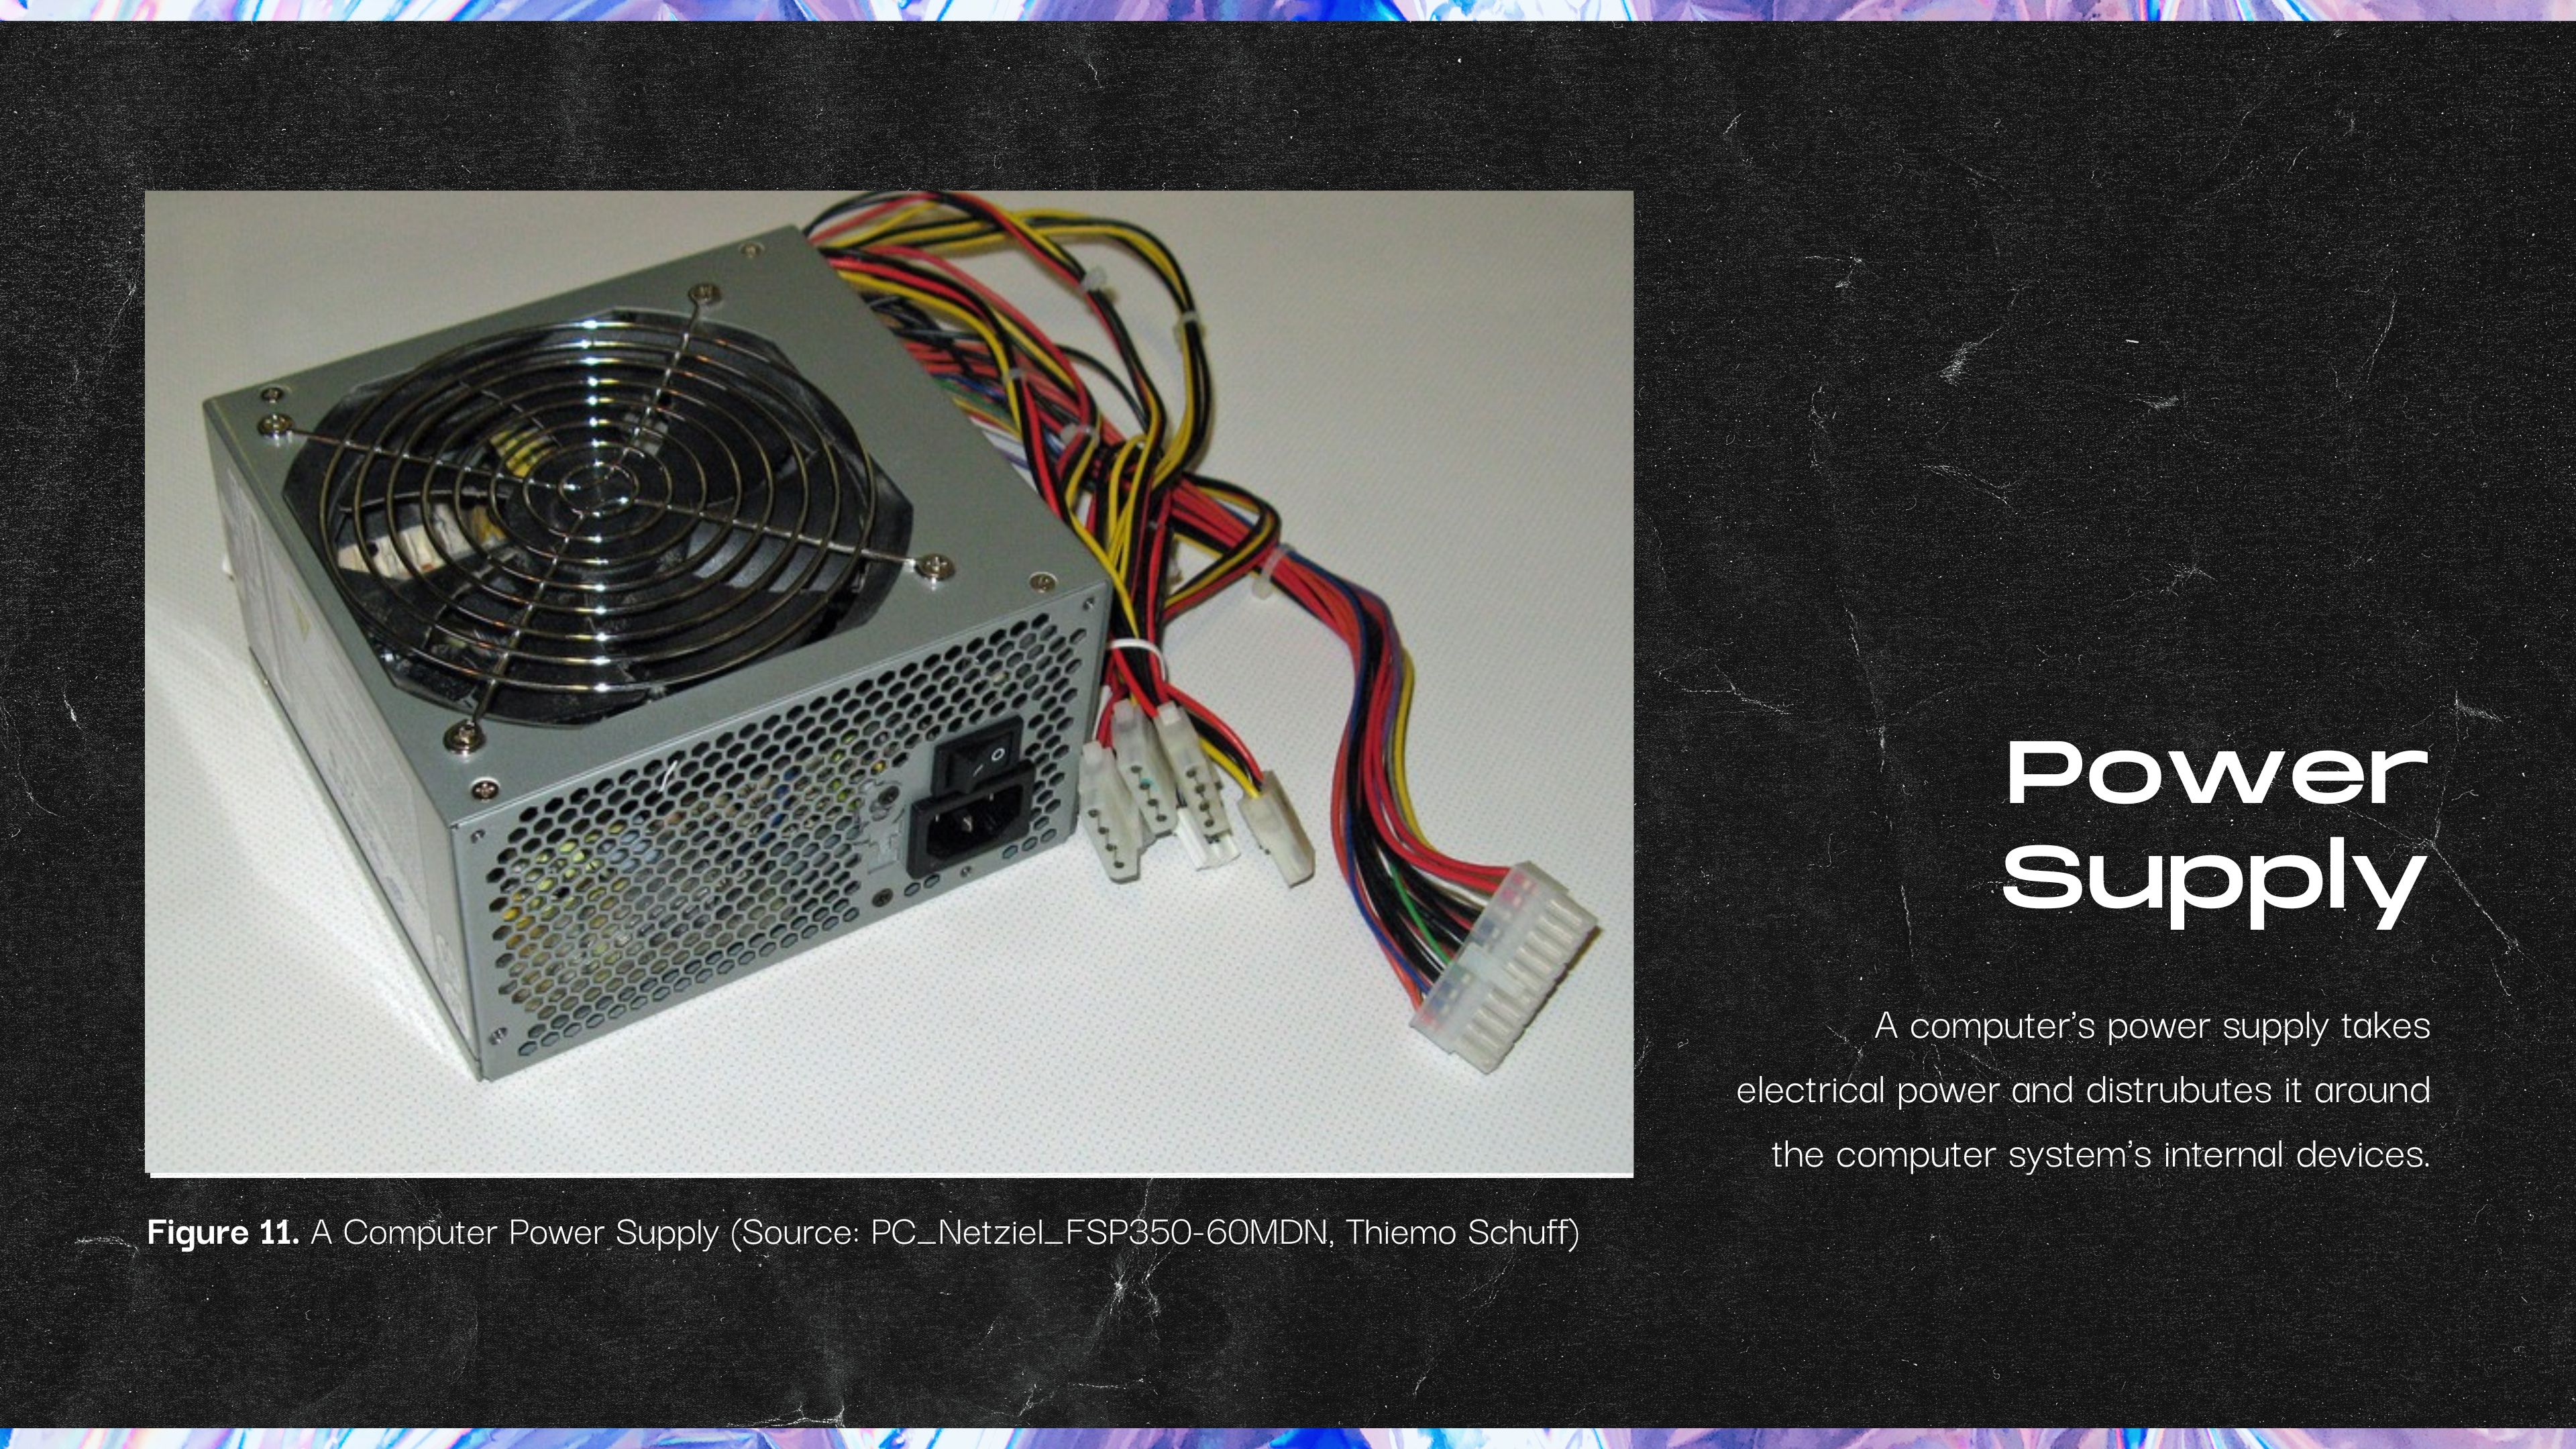 Power
Supply
A computer's power supply takes
electrical power and distrubutes it around
the computer system's internal devices.
Figure 11. A Computer Power Supply (Source: PC_Netziel_FSP350-60MDN, Thiemo Schuff)